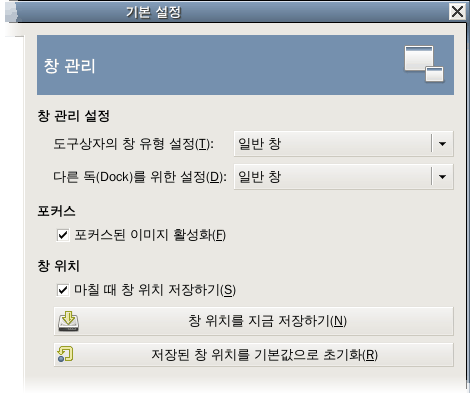 기본 설정
창 관리
창 관리 설정
도구상자의 창 유형 설정(T): 일반 창
다른 독(Dock)를 위한 설정(D): 일반 창
포커스
포커스된 이미지 활성화(F)
창 위치
마칠 때 창 위치 저장하기(S)
창 위치를 지금 저장하기(N)
저장된 창 위치를 기본값으로 초기화(R)